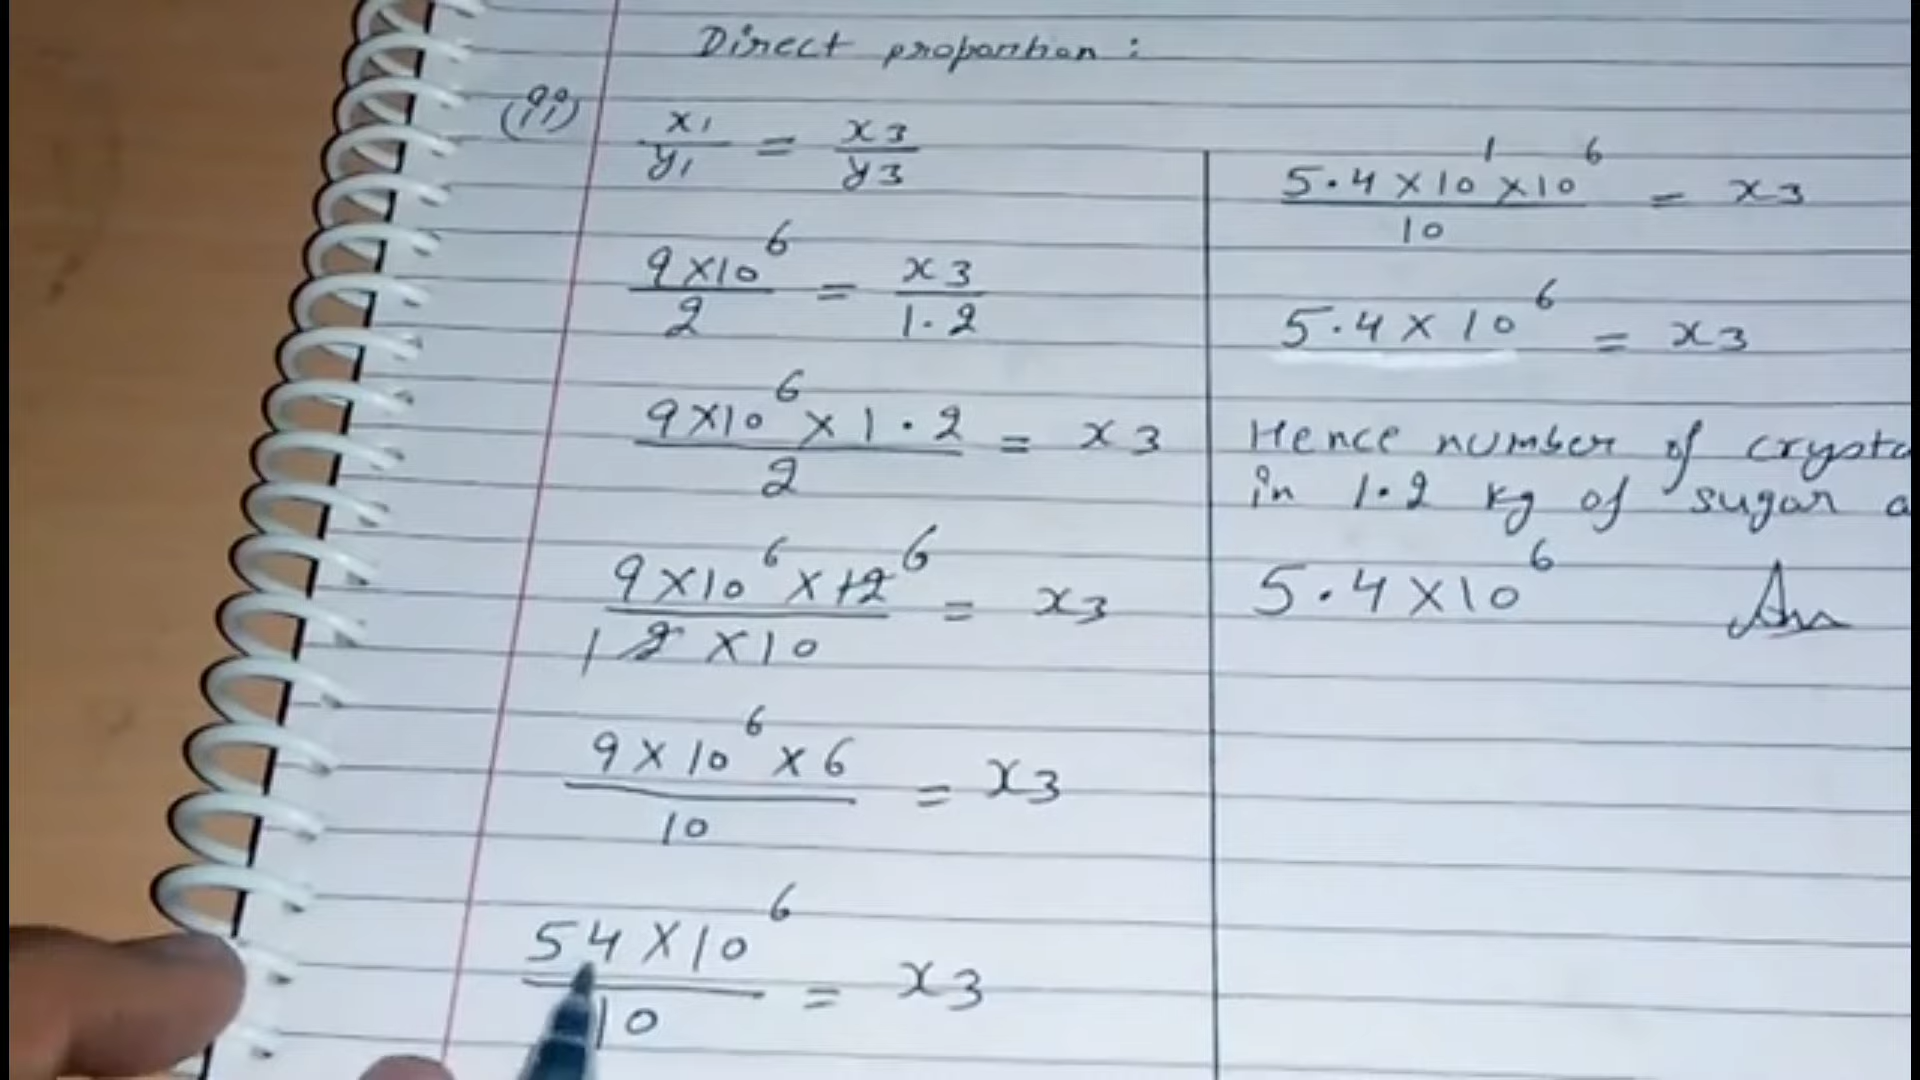 Direct proportion :
(ii) x1/y1 = x3/y3
9×10^6/2 = x3/1.2
9×10^6×1.2/2 = x3
9×10^6×12 6/1 2×10 = x3
9×10^6×6/10 = x3
54×10^6/10 = x3
5.4×10^1×10^6/10 = x3
5.4×10^6 = x3
Hence number of crysta
in 1.2 kg of sugar a
5.4×10^6 Ans